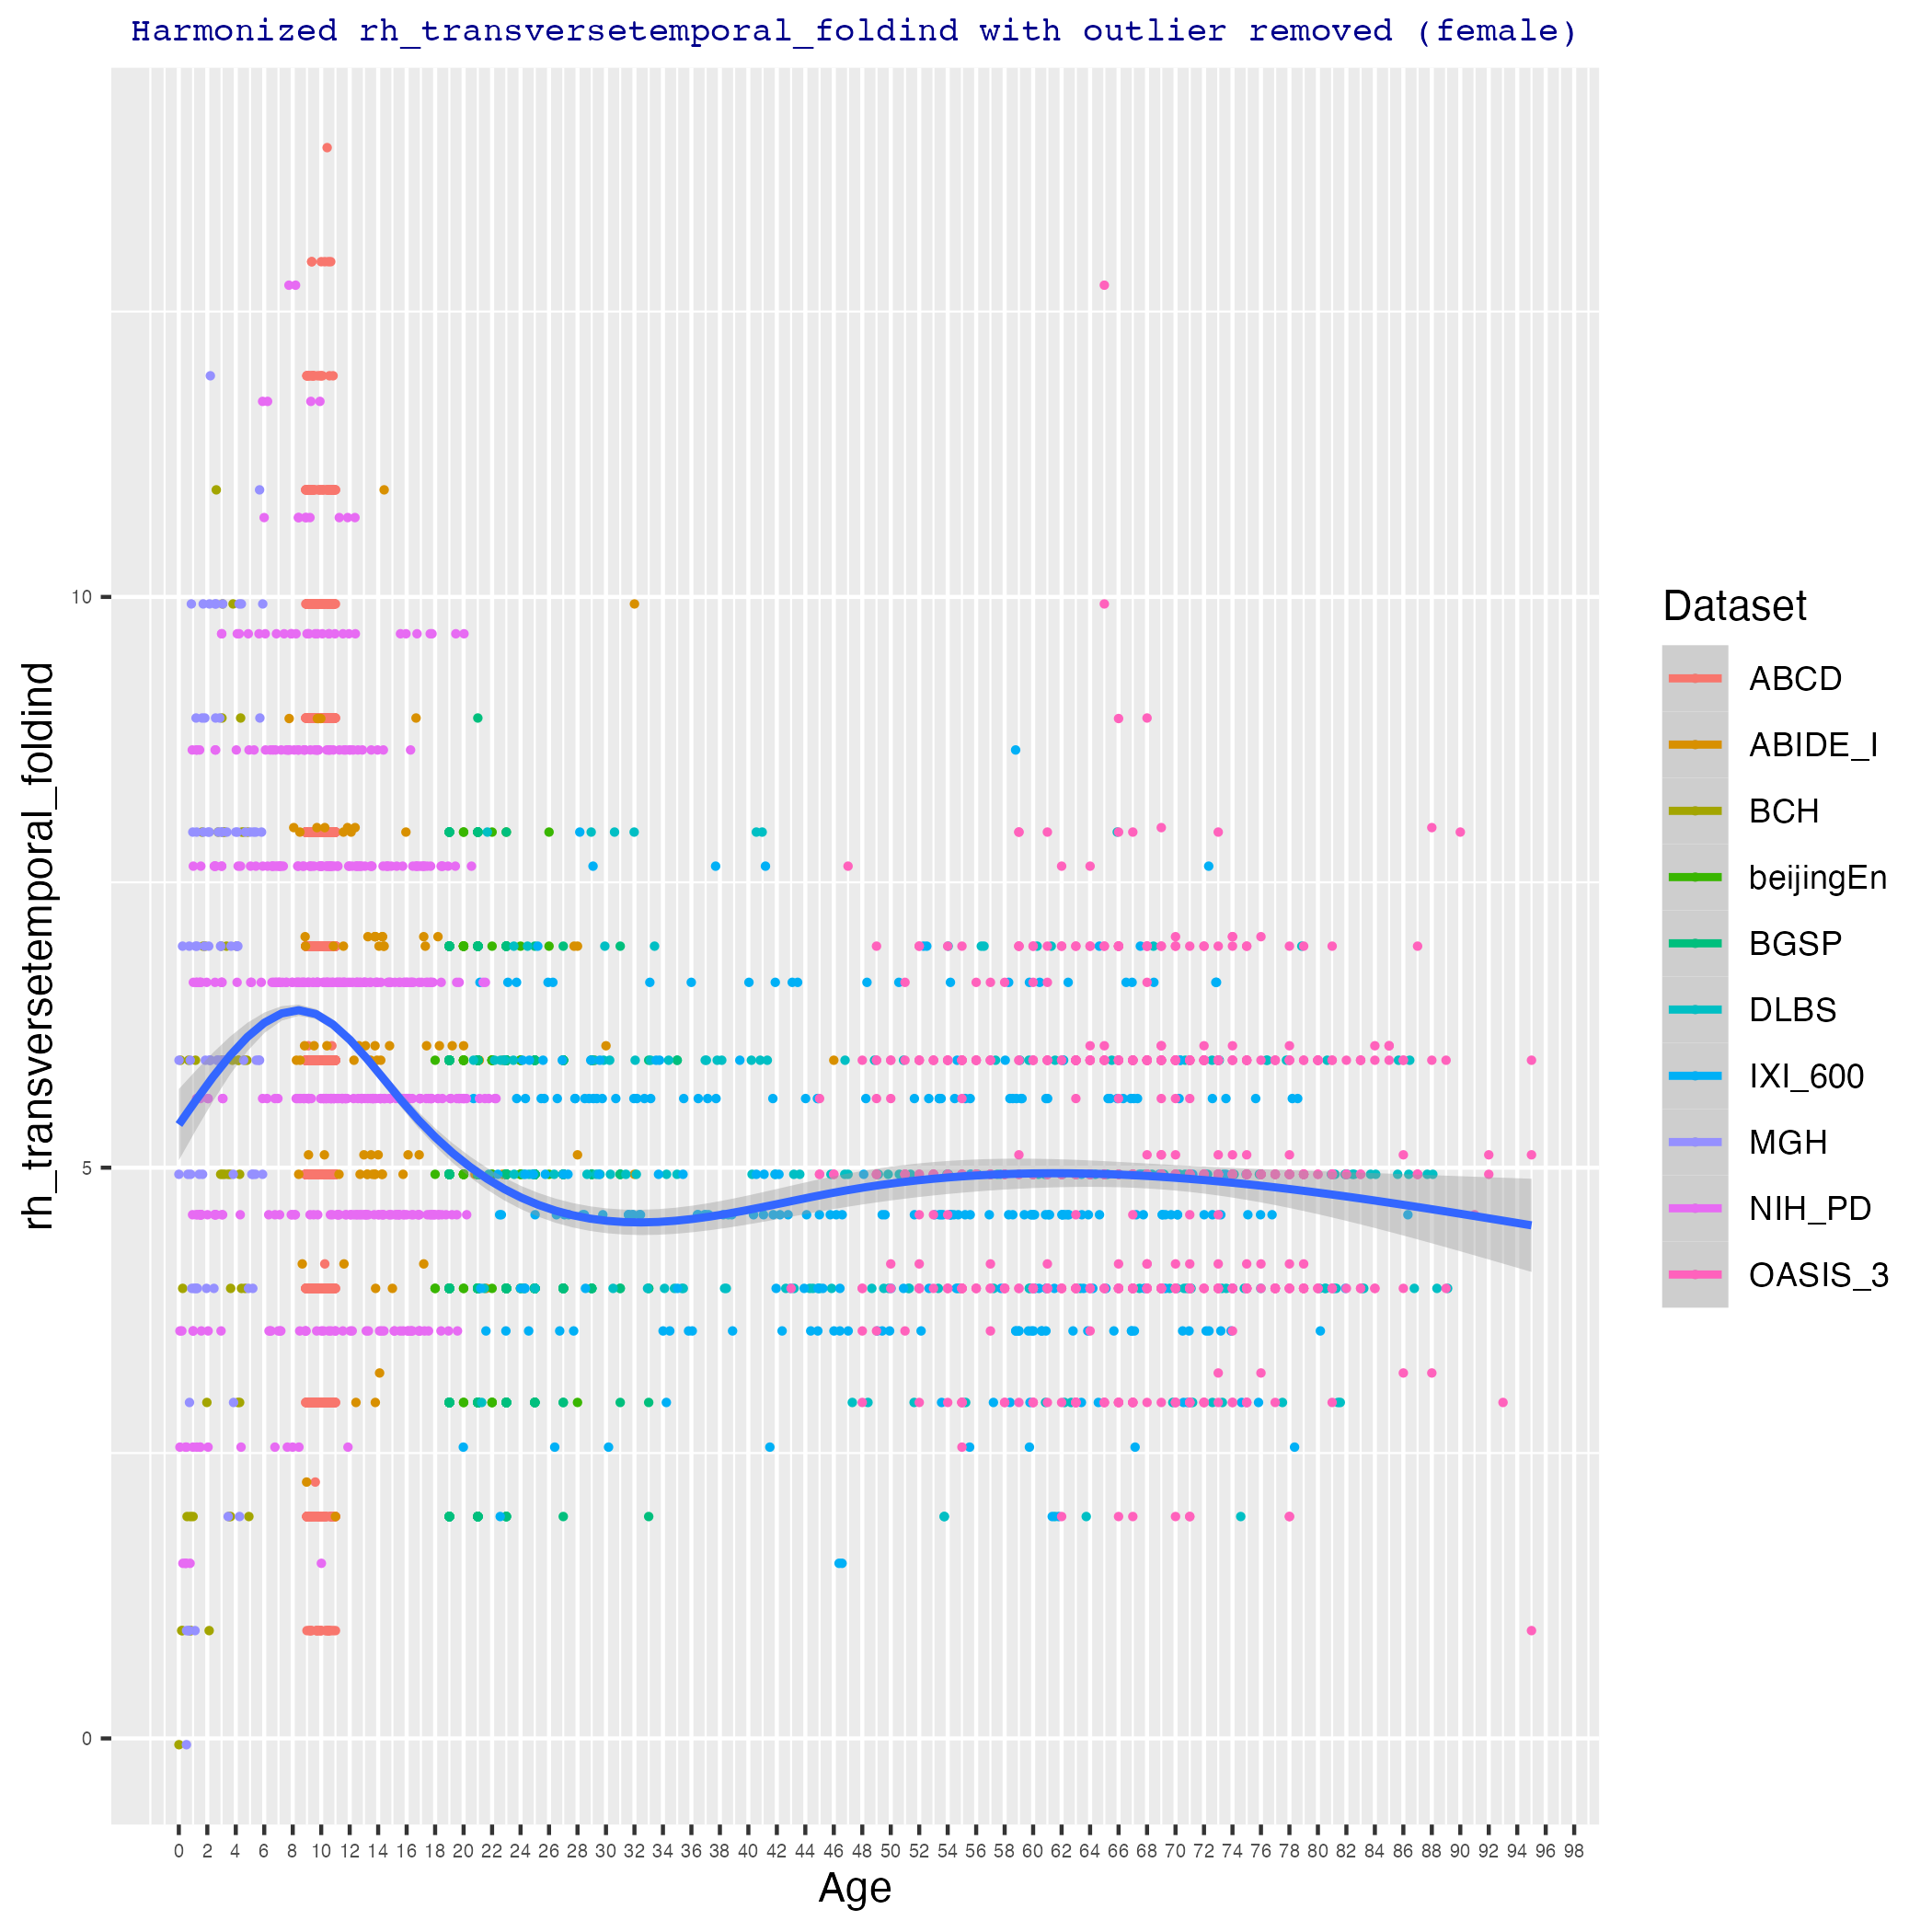 Harmonized rh_transversetemporal_foldind with outlier removed (female)
rh_transversetemporal_foldind
10
5
0
0 2 4 6 8 10 12 14 16 18 20 22 24 26 28 30 32 34 36 38 40 42 44 46 48 50 52 54 56 58 60 62 64 66 68 70 72 74 76 78 80 82 84 86 88 90 92 94 96 98
Age
Dataset
ABCD
ABIDE_I
BCH
beijingEn
BGSP
DLBS
IXI_600
MGH
NIH_PD
OASIS_3